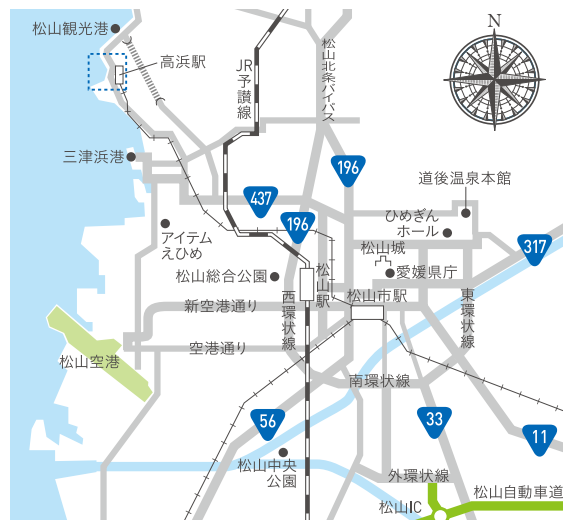 松山観光港
高浜駅
JR予讃線
松山北条バイパス
N
三津浜港
196
道後温泉本館
437
196
ひめぎん
ホール
アイテム
えひめ
松山城
317
松山総合公園
松山駅
愛媛県庁
新空港通り
西環状線
松山市駅
東環状線
空港通り
松山空港
南環状線
56
33
11
松山中央
公園
外環状線
松山自動車道
松山IC